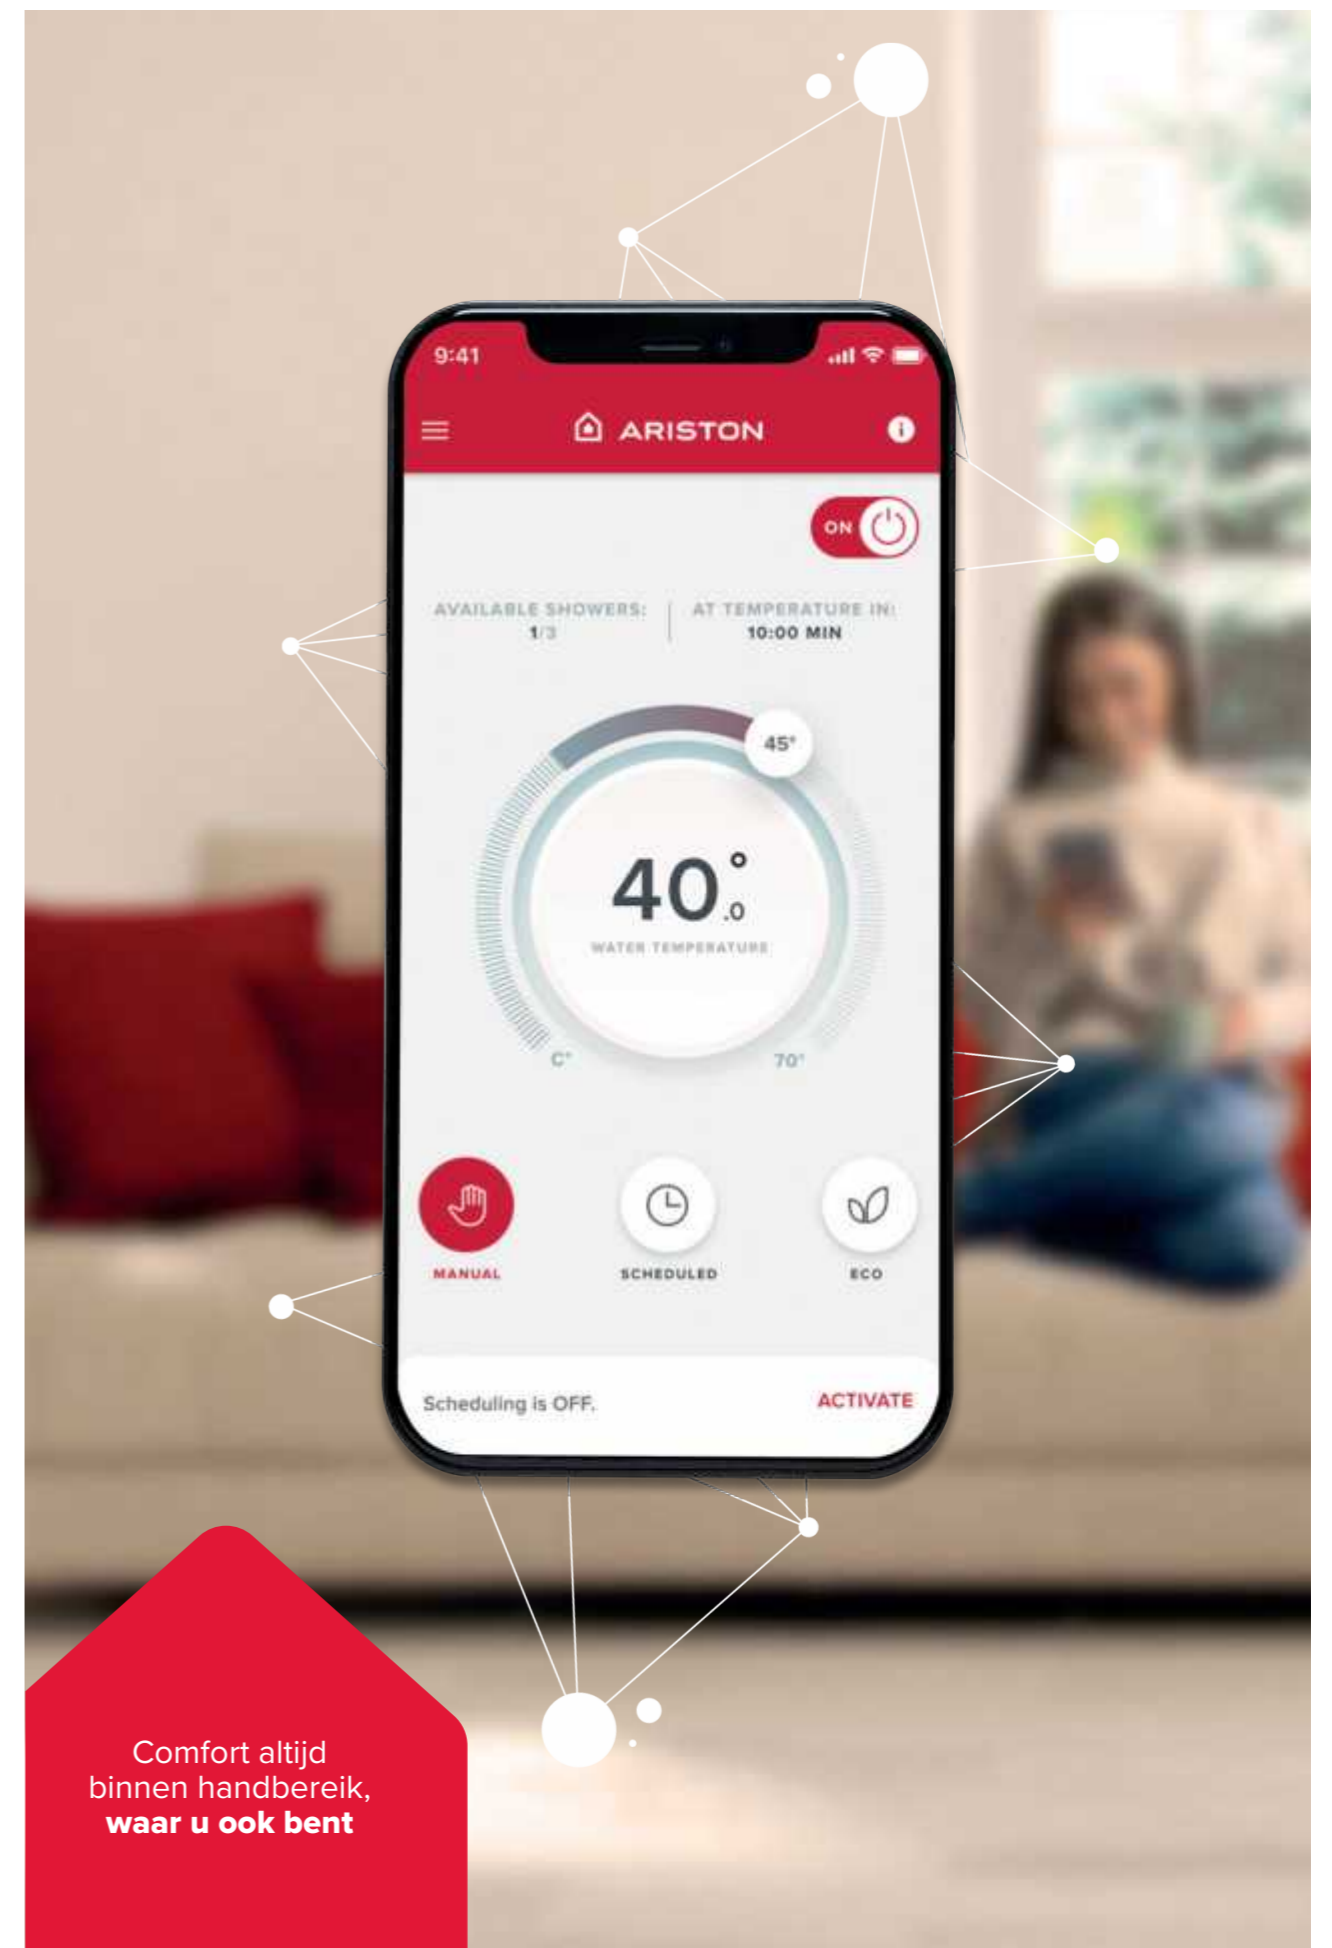 9:41
ARISTON
ON
AVAILABLE SHOWERS: AT TEMPERATURE IN:
1/3 10:00 MIN
45°
40.0°
WATER TEMPERATURE
C° 70°
MANUAL SCHEDULED ECO
Scheduling is OFF. ACTIVATE
Comfort altijd
binnen handbereik,
waar u ook bent